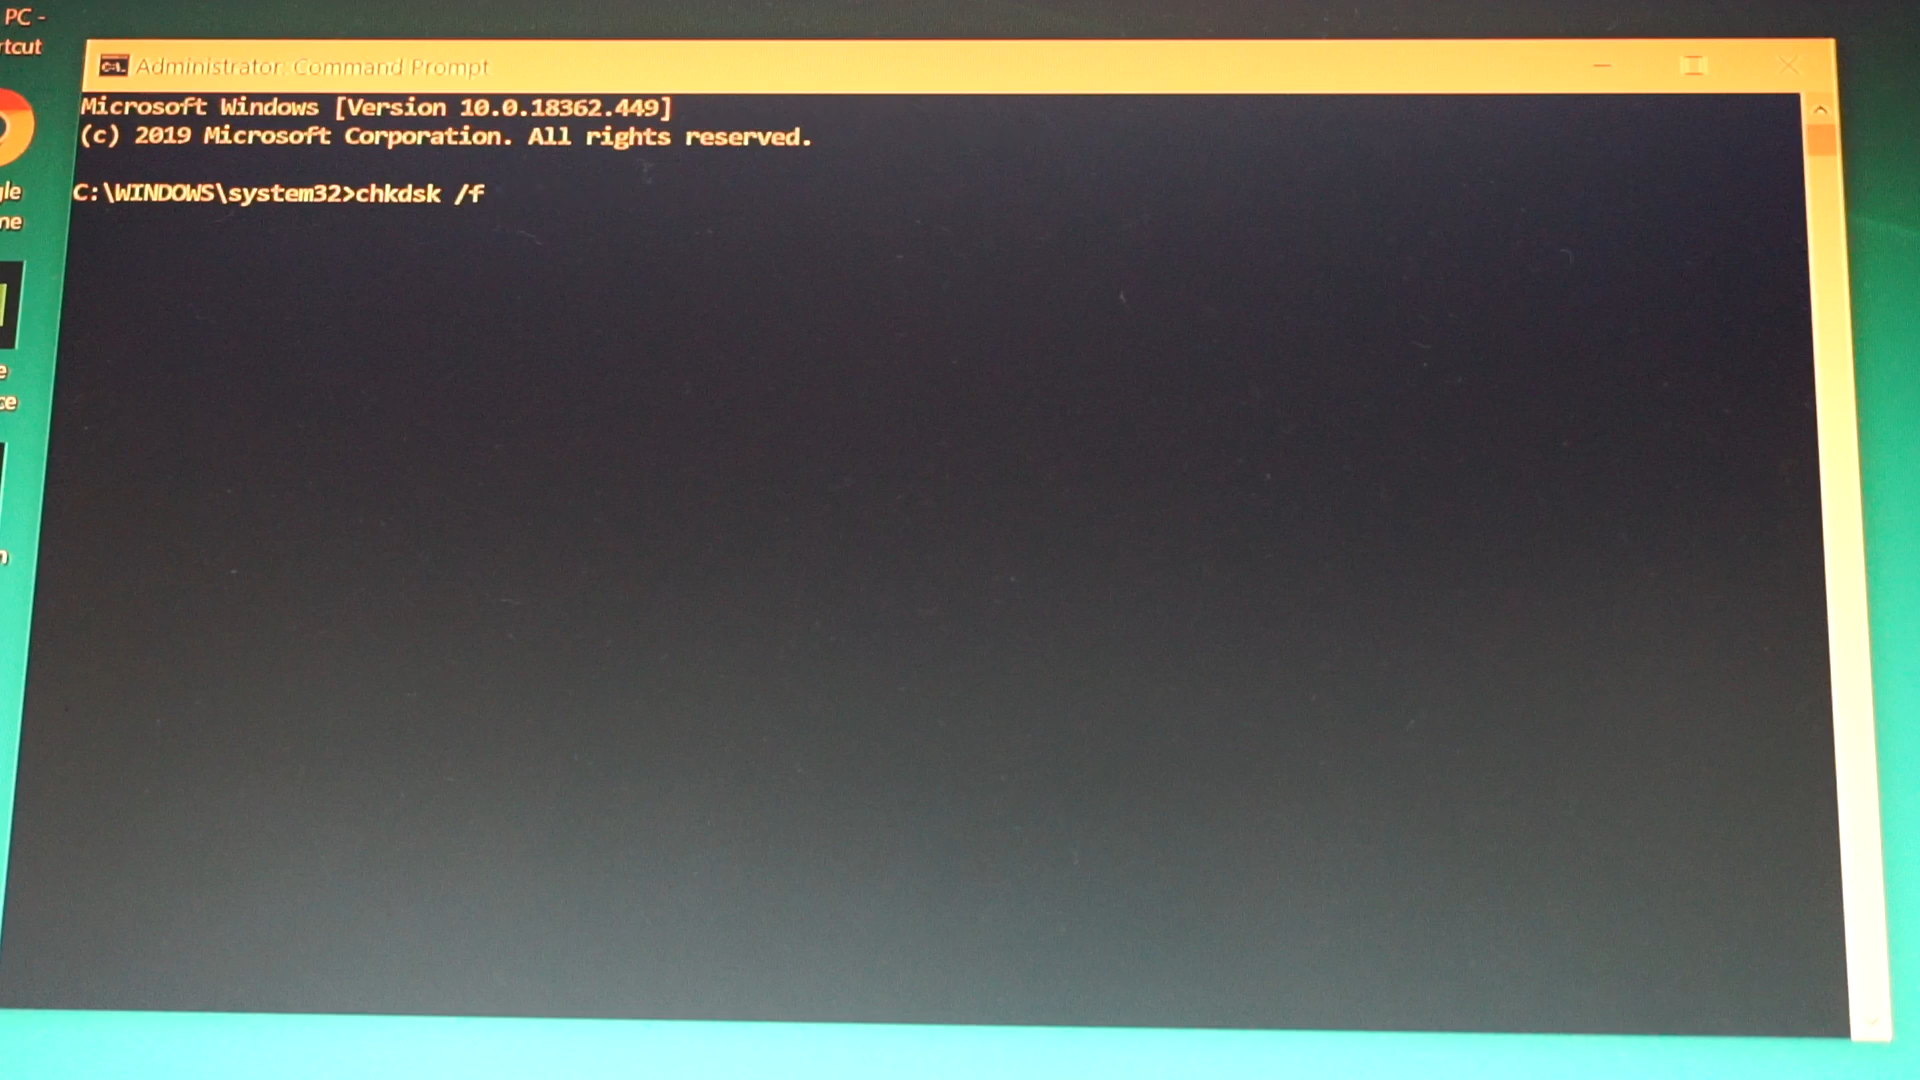 PC -
rtcut
Administrator: Command Prompt
Microsoft Windows [Version 10.0.18362.449]
(c) 2019 Microsoft Corporation. All rights reserved.
C:\WINDOWS\system32>chkdsk /f
gle
me
e
ce
n